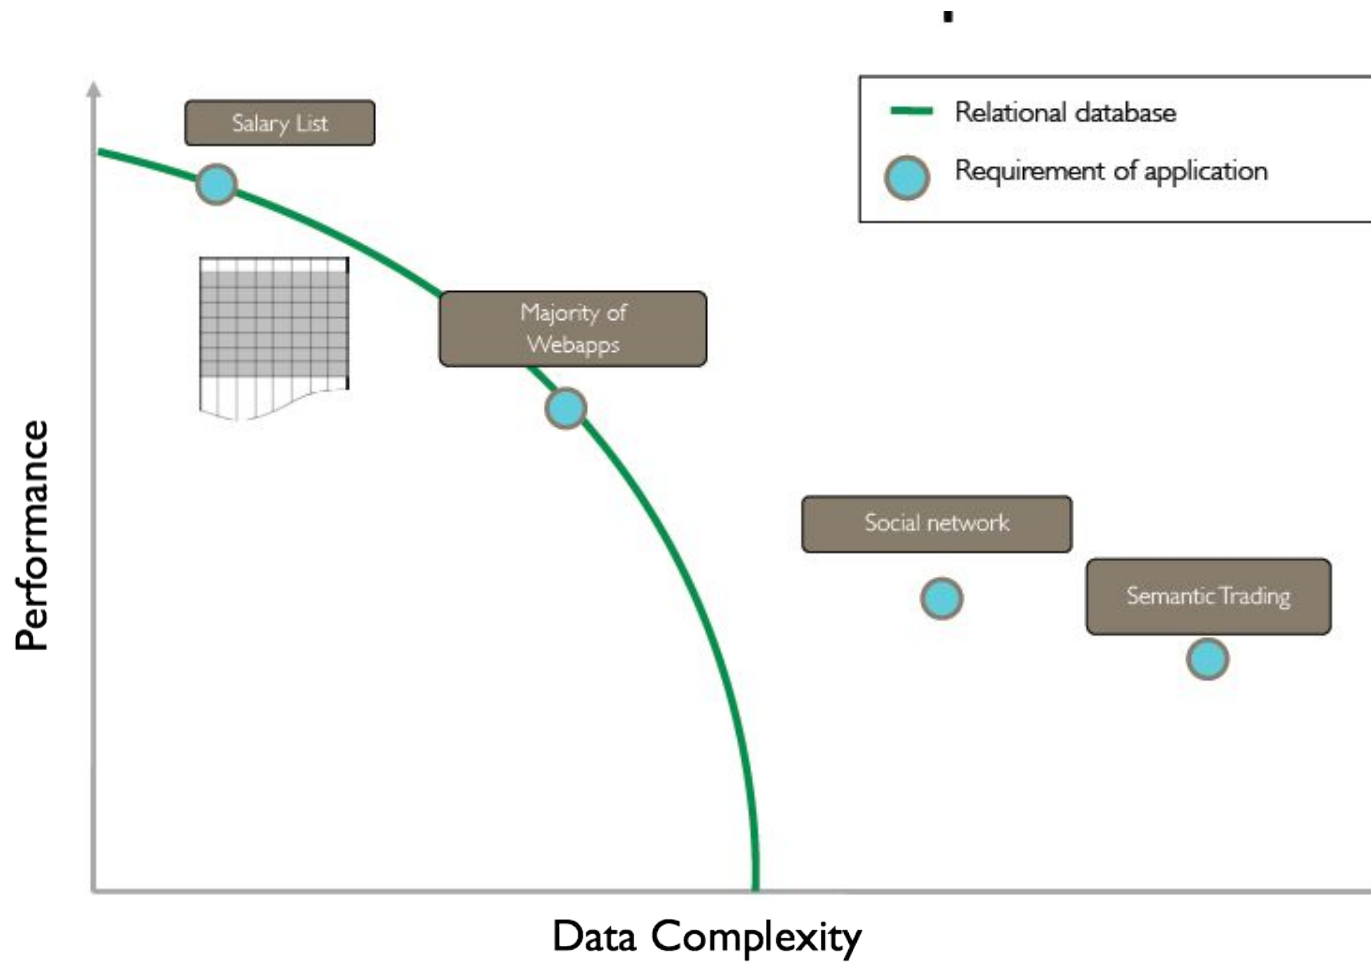 Salary List
Relational database
Requirement of application
Majority of
Webapps
Social network
Semantic Trading
Performance
Data Complexity